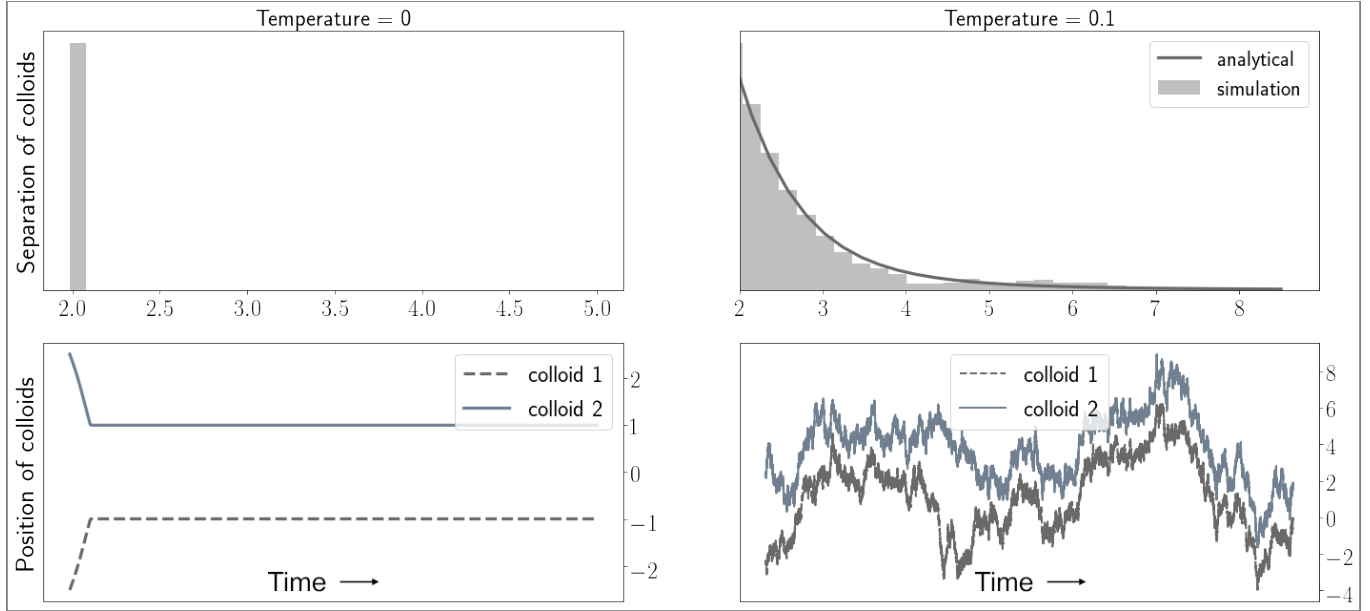 Temperature = 0
Temperature = 0.1
Separation of colloids
analytical
simulation
2.0 2.5 3.0 3.5 4.0 4.5 5.0
2 3 4 5 6 7 8
Position of colloids
colloid 1
colloid 2
2
1
0
−1
−2
Time
colloid 1
colloid 2
8
6
4
2
0
−2
−4
Time